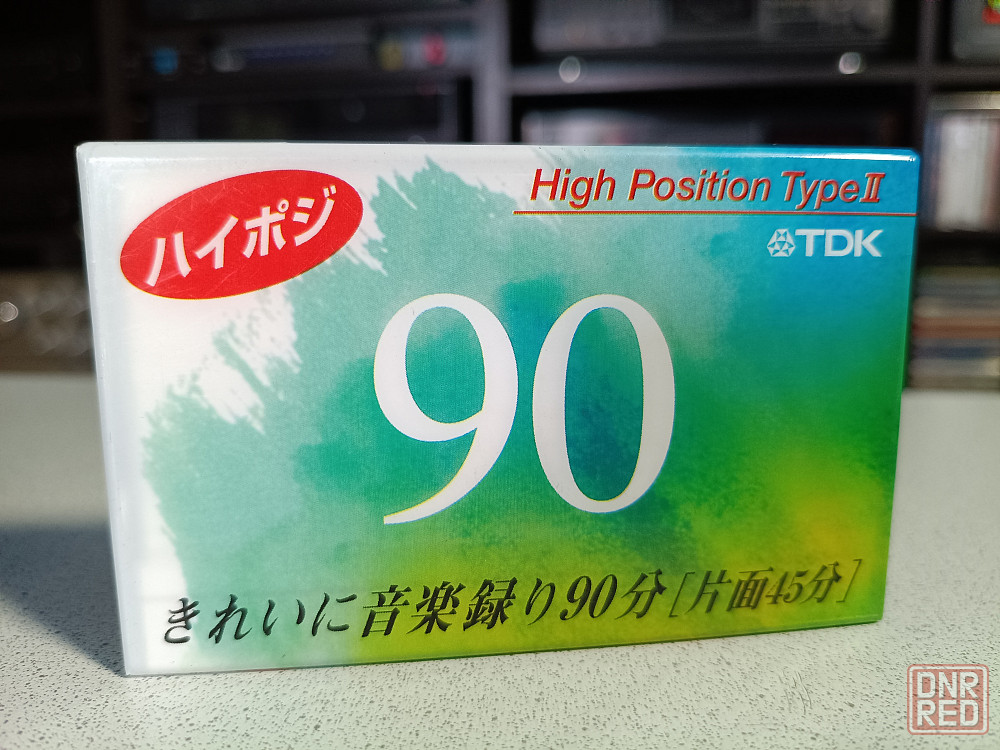 ハイポジ
High Position TypeⅡ
TDK
90
きれいに音楽録り90分[片面45分]
DNR
RED